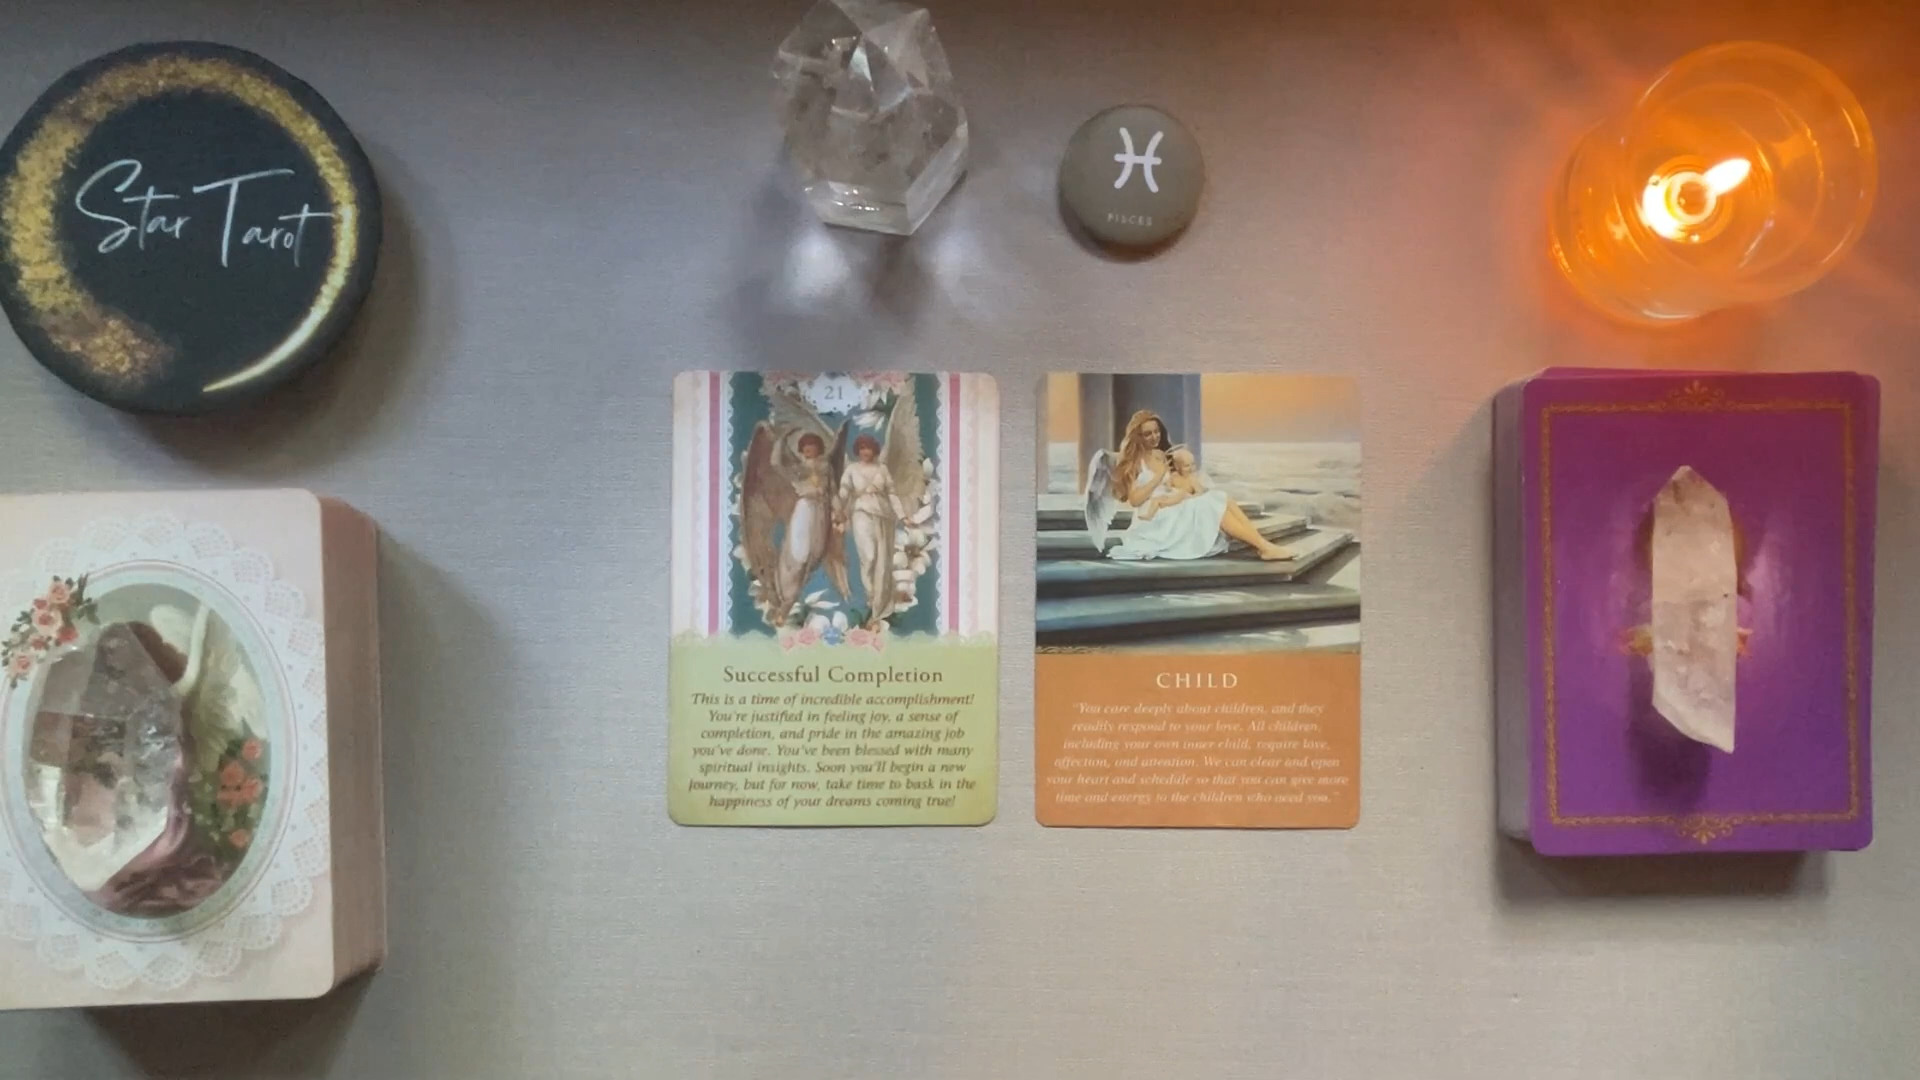 Star Tarot
PISCES
21
Successful Completion
This is a time of incredible accomplishment!
You're justified in feeling joy, a sense of
completion, and pride in the amazing job
you've done. You've been blessed with many
spiritual insights. Soon you'll begin a new
journey, but for now, take time to bask in the
happiness of your dreams coming true!
CHILD
"You care deeply about children, and they
readily respond to your love. All children,
including your own inner child, require love,
affection, and attention. We can clear and open
your heart and schedule so that you can give more
time and energy to the children who need you."